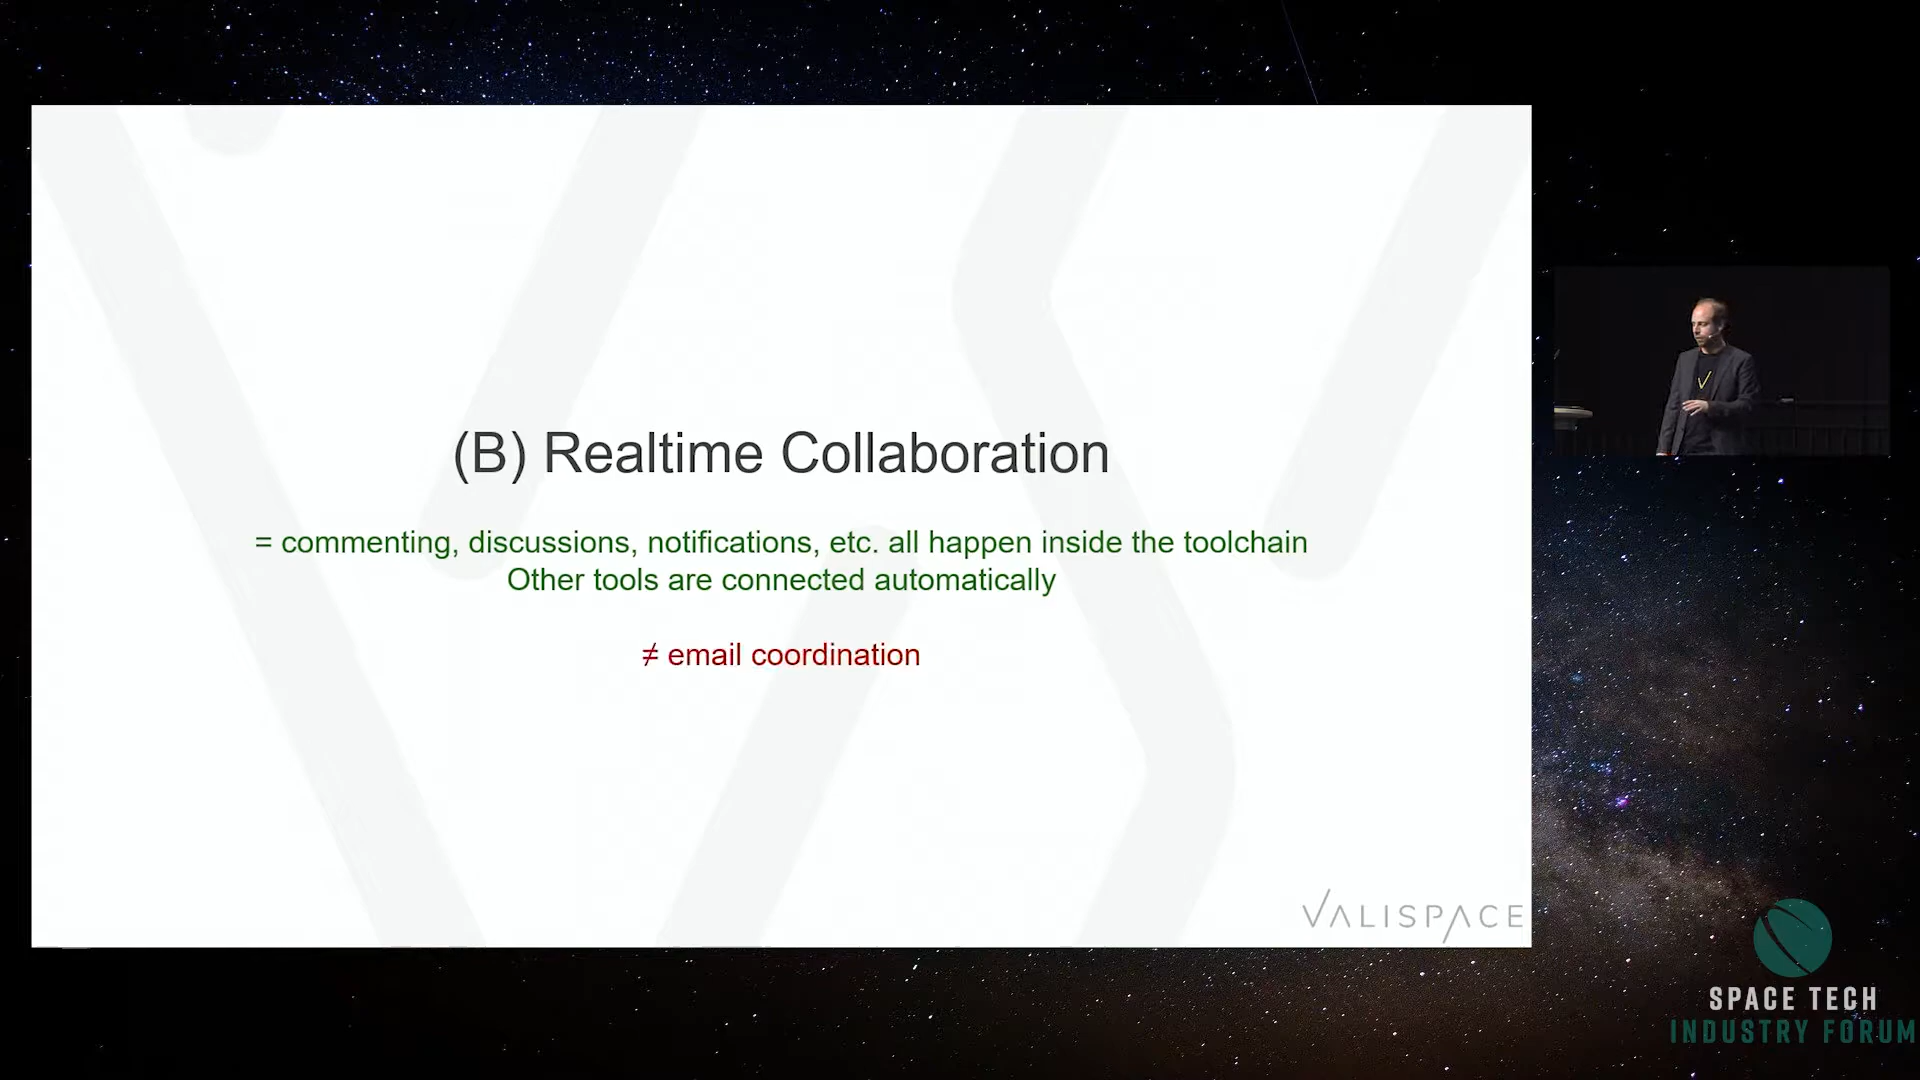 (B) Realtime Collaboration
= commenting, discussions, notifications, etc. all happen inside the toolchain
Other tools are connected automatically
≠ email coordination
VALISPACE
SPACE TECH
INDUSTRY FORUM